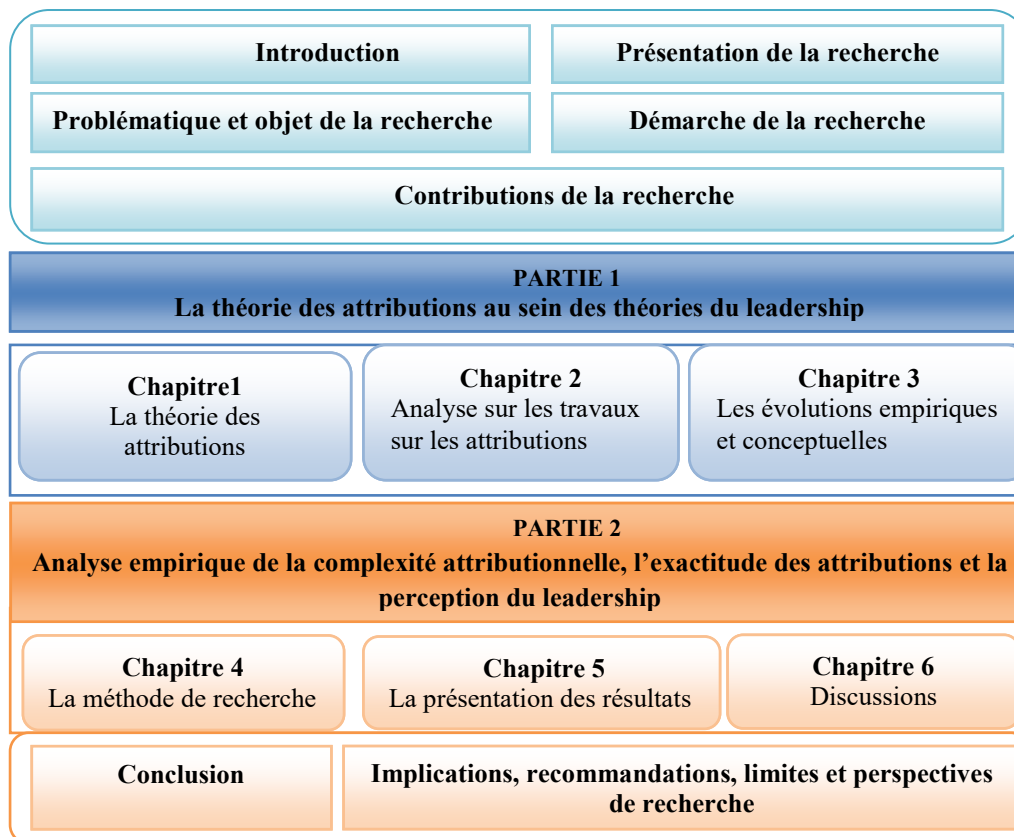 Introduction
Présentation de la recherche
Problématique et objet de la recherche
Démarche de la recherche
Contributions de la recherche
PARTIE 1
La théorie des attributions au sein des théories du leadership
Chapitre1
La théorie des
attributions
Chapitre 2
Analyse sur les travaux
sur les attributions
Chapitre 3
Les évolutions empiriques
et conceptuelles
PARTIE 2
Analyse empirique de la complexité attributionnelle, l’exactitude des attributions et la
perception du leadership
Chapitre 4
La méthode de recherche
Chapitre 5
La présentation des résultats
Chapitre 6
Discussions
Conclusion
Implications, recommandations, limites et perspectives
de recherche